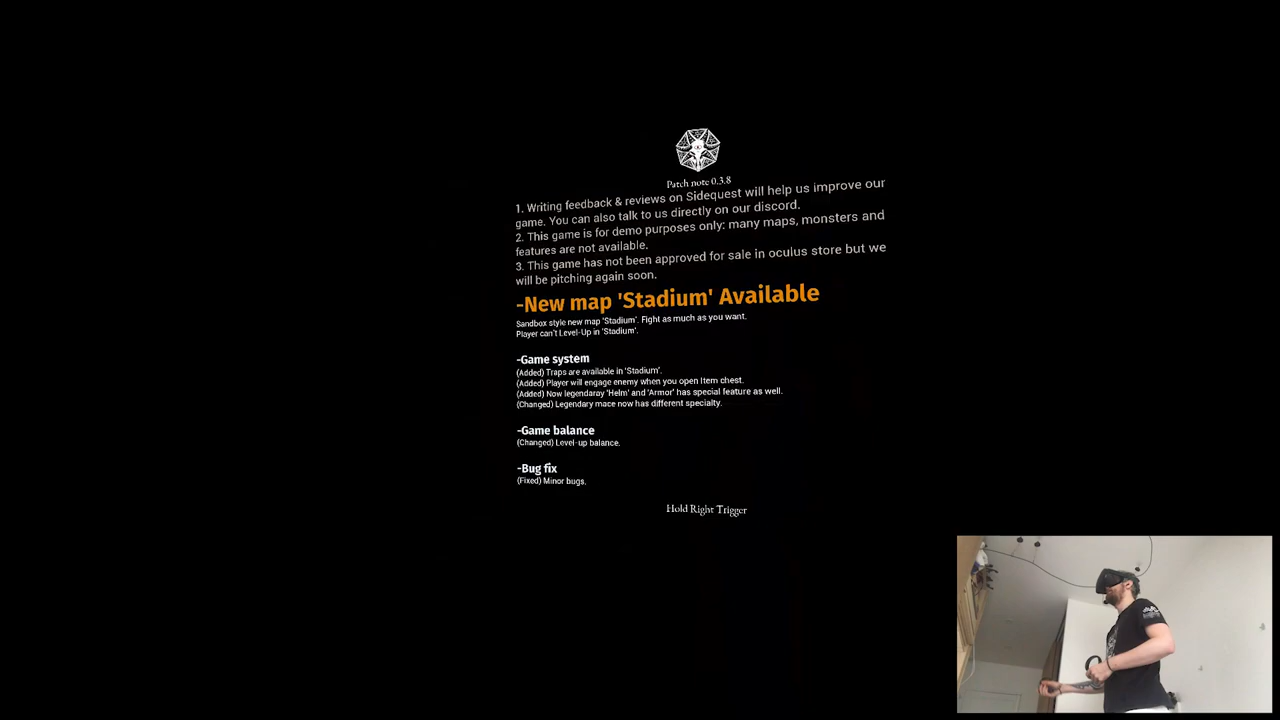 Patch note 0.3.8
1. Writing feedback & reviews on Sidequest will help us improve our
game. You can also talk to us directly on our discord.
2. This game is for demo purposes only: many maps, monsters and
features are not available.
3. This game has not been approved for sale in oculus store but we
will be pitching again soon.
-New map 'Stadium' Available
Sandbox style new map 'Stadium'. Fight as much as you want.
Player can't Level-Up in 'Stadium'.
-Game system
(Added) Traps are available in 'Stadium'.
(Added) Player will engage enemy when you open Item chest.
(Added) Now legendaray 'Helm' and 'Armor' has special feature as well.
(Changed) Legendary mace now has different specialty.
-Game balance
(Changed) Level-up balance.
-Bug fix
(Fixed) Minor bugs.
Hold Right Trigger